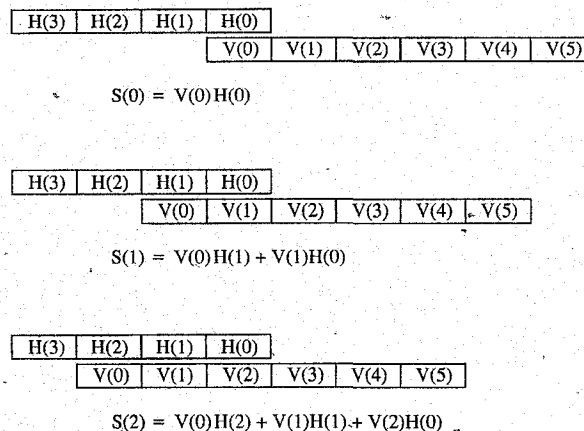 H(3) H(2) H(1) H(0)
V(0) V(1) V(2) V(3) V(4) V(5)
S(0) = V(0)H(0)
H(3) H(2) H(1) H(0)
V(0) V(1) V(2) V(3) V(4) V(5)
S(1) = V(0)H(1) + V(1)H(0)
H(3) H(2) H(1) H(0)
V(0) V(1) V(2) V(3) V(4) V(5)
S(2) = V(0)H(2) + V(1)H(1) + V(2)H(0)